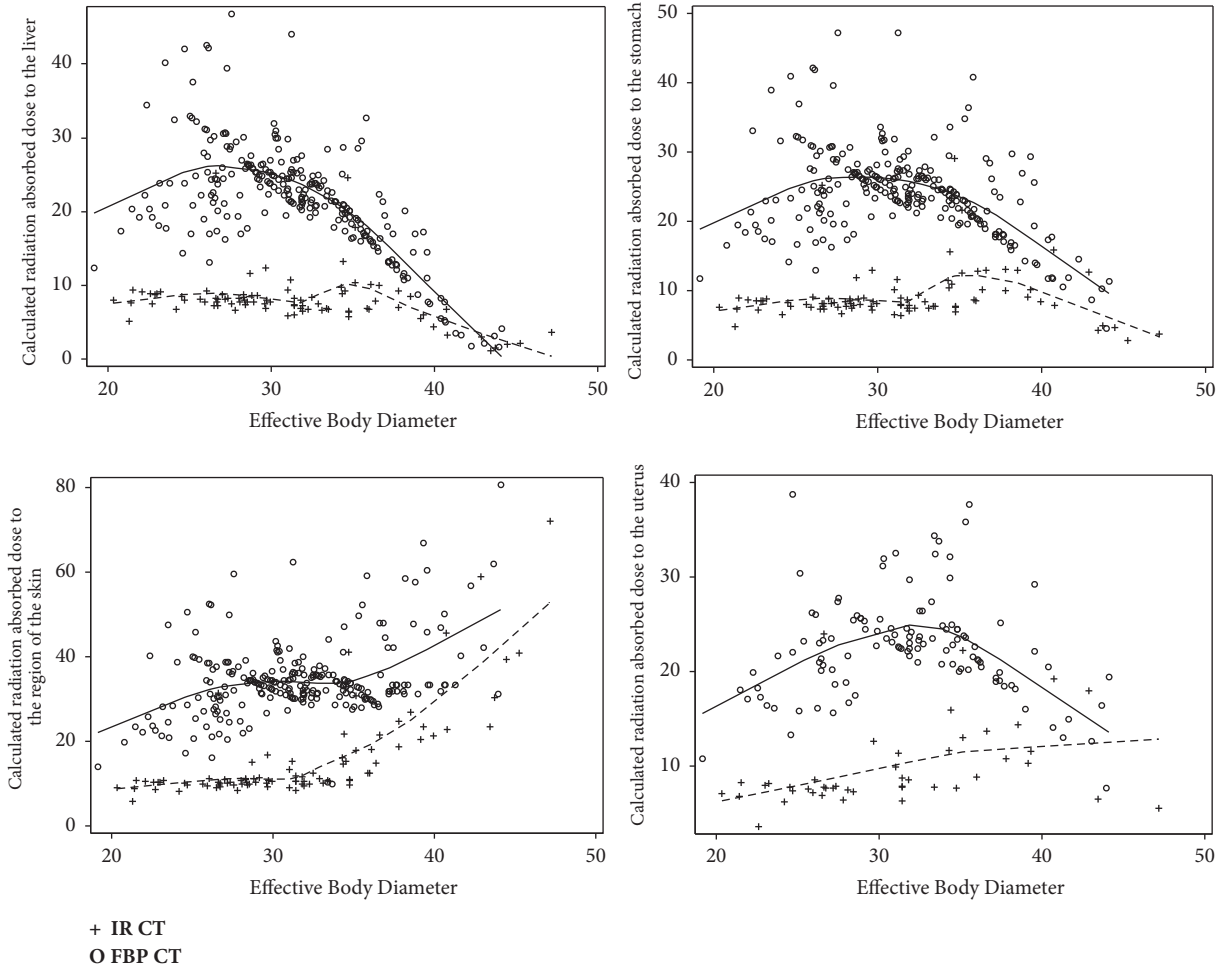 Calculated radiation absorbed dose to the liver
40
30
20
10
0
20 30 40 50
Effective Body Diameter
Calculated radiation absorbed dose to the stomach
50
40
30
20
10
0
20 30 40 50
Effective Body Diameter
Calculated radiation absorbed dose to
the region of the skin
80
60
40
20
0
20 30 40 50
Effective Body Diameter
Calculated radiation absorbed dose to the uterus
40
30
20
10
20 30 40 50
Effective Body Diameter
+ IR CT
O FBP CT